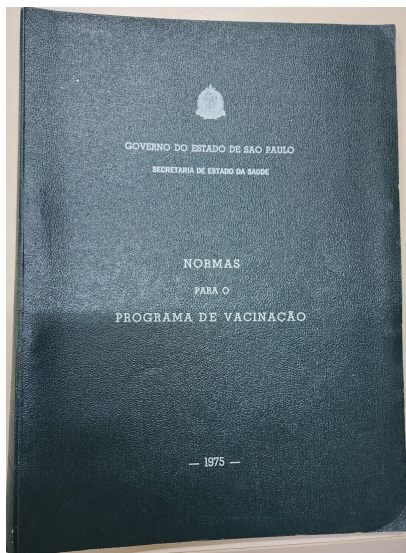 GOVERNO DO ESTADO DE SAO PAULO
SECRETARIA DE ESTADO DA SAUDE
NORMAS
PARA O
PROGRAMA DE VACINAÇÃO
— 1975 —